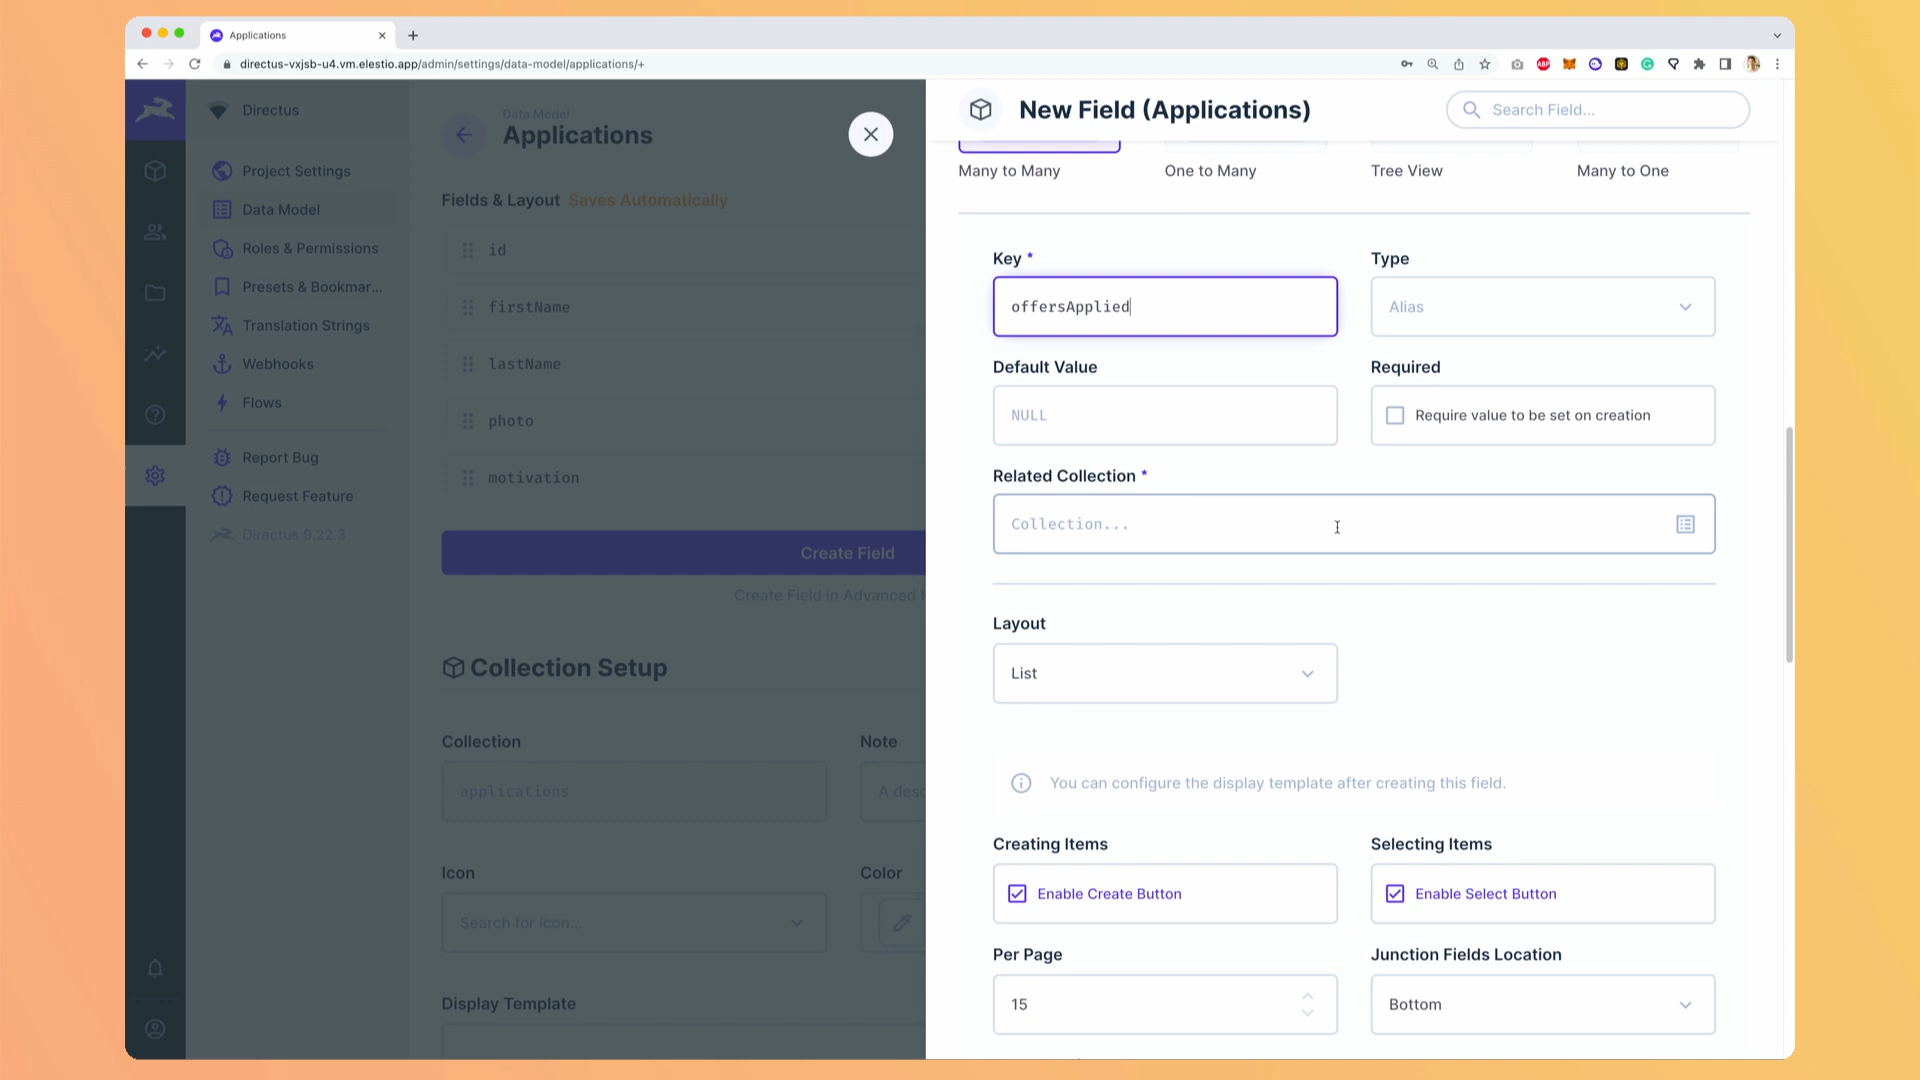 Applications
directus-vxjsb-u4.vm.elestio.app/admin/settings/data-model/applications/+
Directus
Project Settings
Data Model
Roles & Permissions
Presets & Bookmar...
Translation Strings
Webhooks
Flows
Report Bug
Request Feature
Directus 9.22.3
Data Model
Applications
Fields & Layout Saves Automatically
id
firstName
lastName
photo
motivation
Create Field
Create Field in Advanced
Collection Setup
Collection
Note
applications
A desc
Icon
Color
Search for icon...
Display Template
New Field (Applications)
Search Field...
Many to Many
One to Many
Tree View
Many to One
Key *
Type
offersApplied
Alias
Default Value
Required
NULL
Require value to be set on creation
Related Collection *
Collection...
Layout
List
You can configure the display template after creating this field.
Creating Items
Selecting Items
Enable Create Button
Enable Select Button
Per Page
Junction Fields Location
15
Bottom